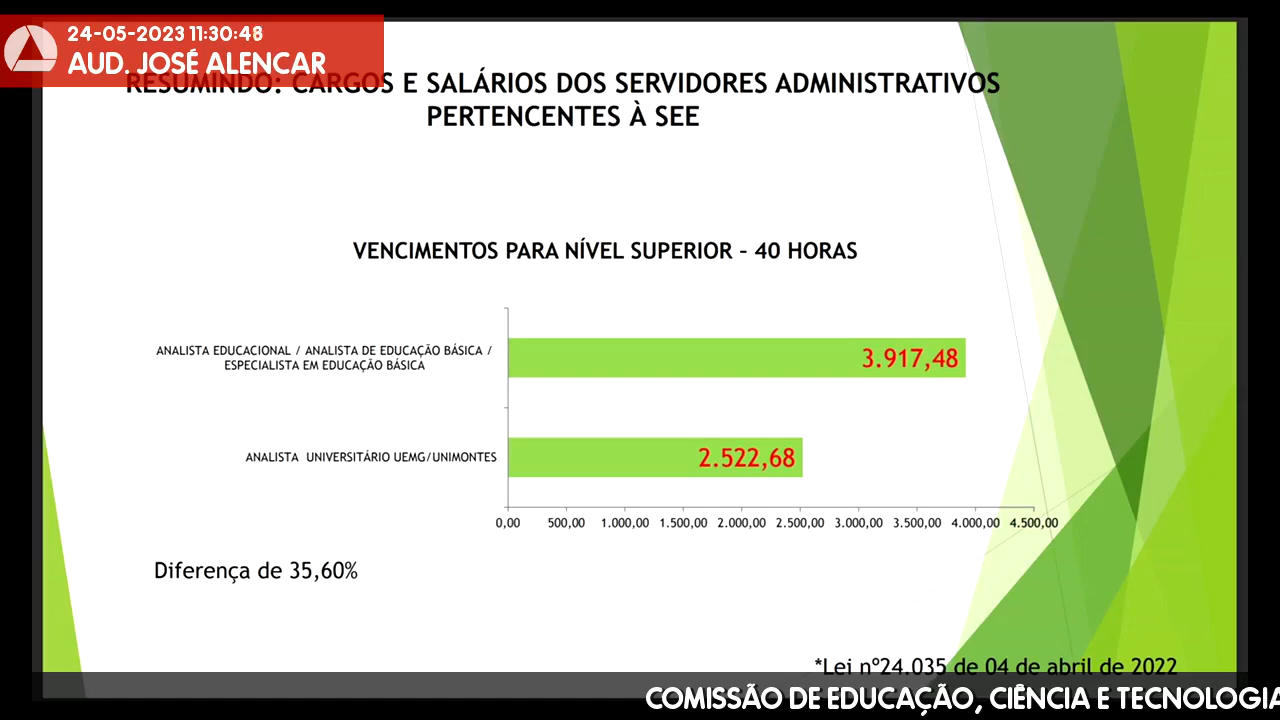 24-05-2023 11:30:48
AUD. JOSÉ ALENCAR
RESUMINDO: CARGOS E SALÁRIOS DOS SERVIDORES ADMINISTRATIVOS
PERTENCENTES À SEE
VENCIMENTOS PARA NÍVEL SUPERIOR – 40 HORAS
ANALISTA EDUCACIONAL / ANALISTA DE EDUCAÇÃO BÁSICA /
ESPECIALISTA EM EDUCAÇÃO BÁSICA
3.917,48
ANALISTA UNIVERSITÁRIO UEMG/UNIMONTES
2.522,68
0,00 500,00 1.000,00 1.500,00 2.000,00 2.500,00 3.000,00 3.500,00 4.000,00 4.500,00
Diferença de 35,60%
*Lei nº24.035 de 04 de abril de 2022
COMISSÃO DE EDUCAÇÃO, CIÊNCIA E TECNOLOGIA